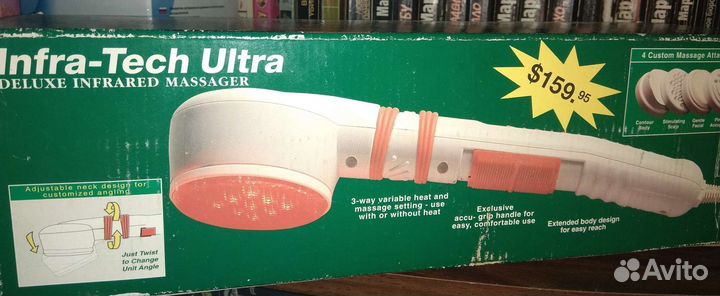 Infra-Tech Ultra
DELUXE INFRARED MASSAGER
$159.95
4 Custom Massage
Contour
Body
Stimulating
Scalp
Gentle
Facial
Adjustable neck design for
customized angling
Just Twist
to Change
Unit Angle
3-way variable heat and
massage setting - use
with or without heat
Exclusive
accu- grip handle for
easy, comfortable use
Extended body design
for easy reach
Avito